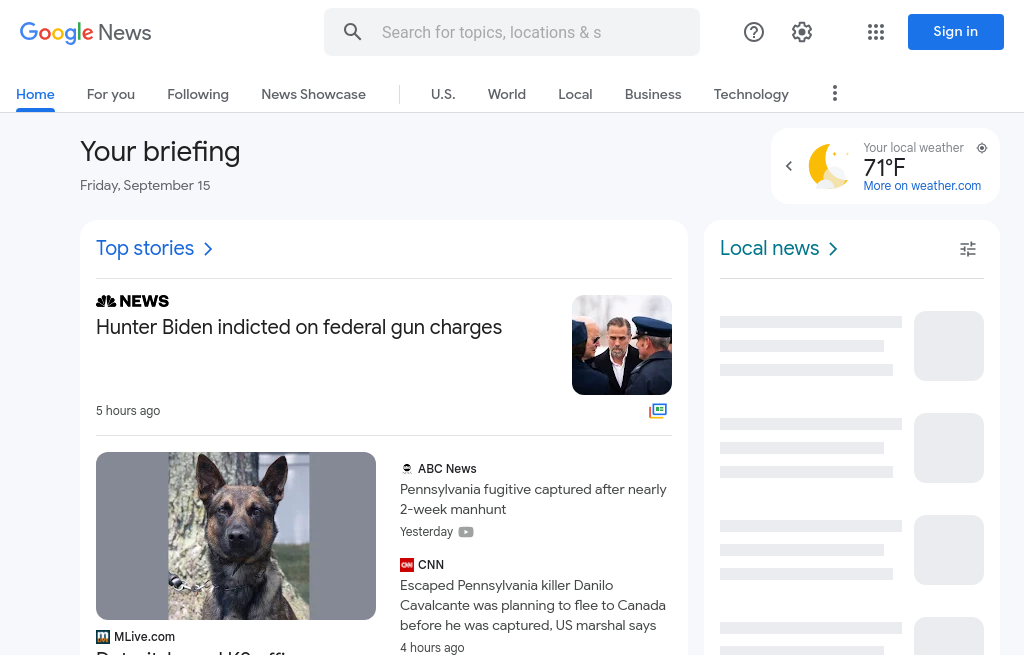 Google News
Search for topics, locations & s
Sign in
Home
For you
Following
News Showcase
U.S.
World
Local
Business
Technology
Your briefing
Friday, September 15
Your local weather
71°F
More on weather.com
Top stories
NEWS
Hunter Biden indicted on federal gun charges
5 hours ago
MLive.com
ABC News
Pennsylvania fugitive captured after nearly
2-week manhunt
Yesterday
CNN
Escaped Pennsylvania killer Danilo
Cavalcante was planning to flee to Canada
before he was captured, US marshal says
4 hours ago
Local news